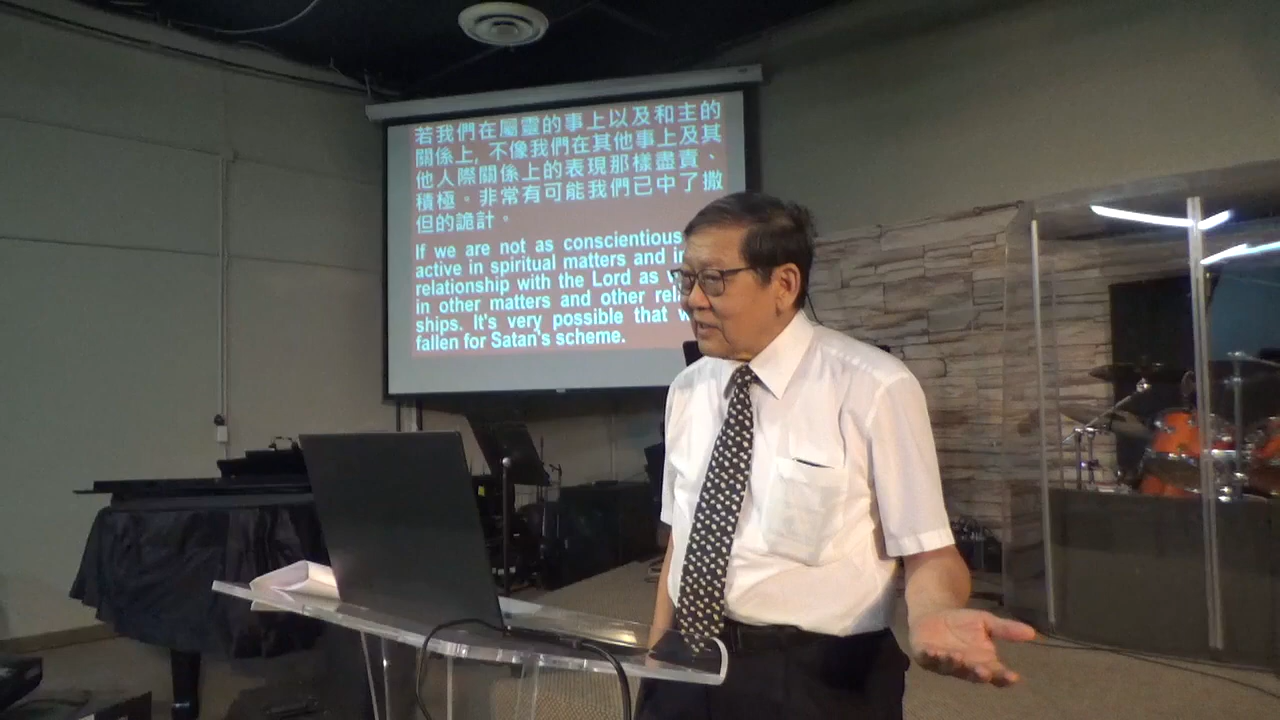 若我們在屬靈的事上以及和主的
關係上, 不像我們在其他事上及其
他人際關係上的表現那樣盡責、
積極。非常有可能我們已中了撒
但的詭計。
If we are not as conscientious
active in spiritual matters and in
relationship with the Lord as
in other matters and other
ships. It's very possible that
fallen for Satan's scheme.